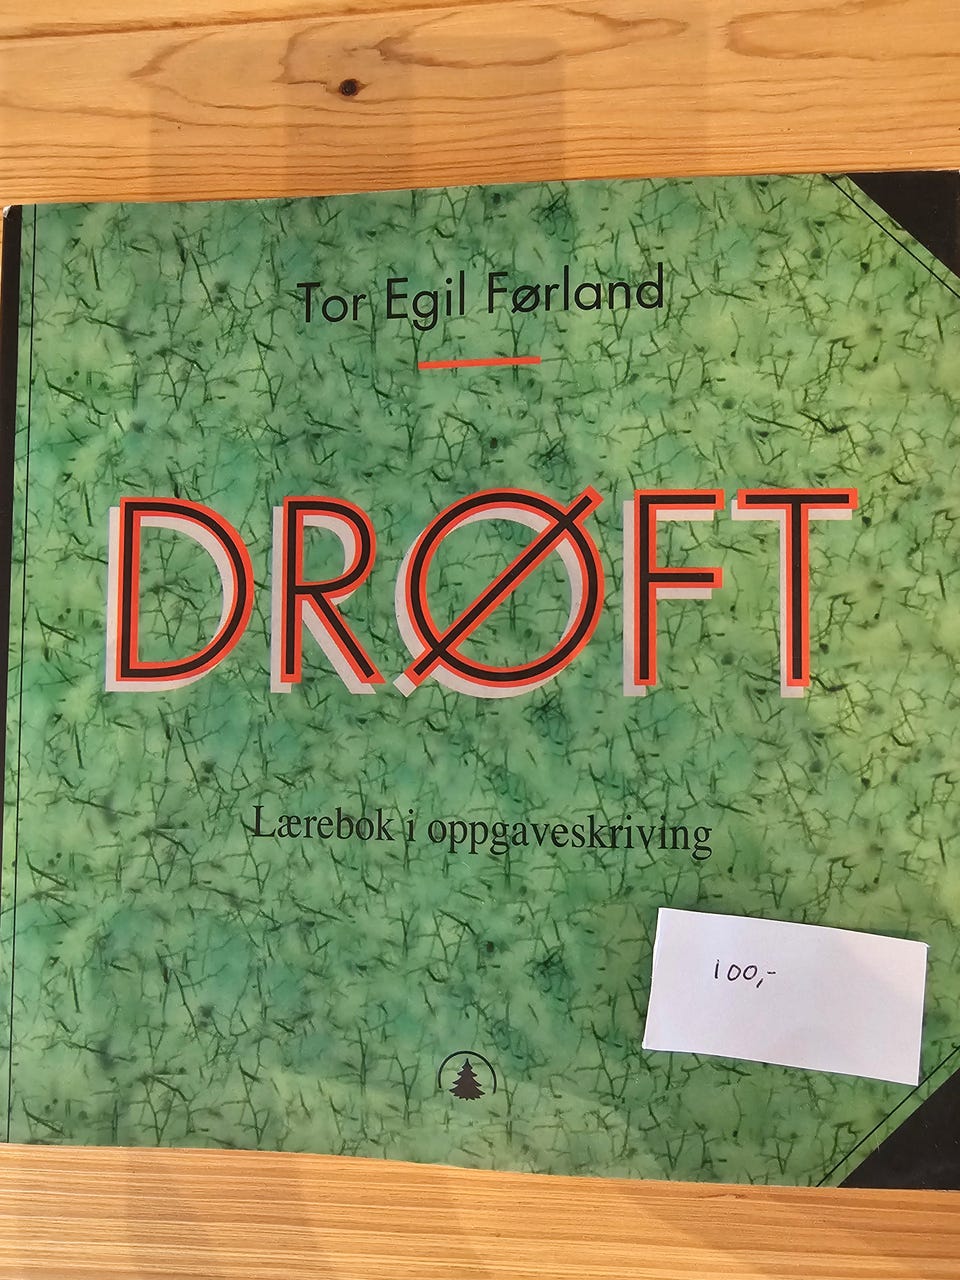 Tor Egil Førland
DRØFT
Lærebok i oppgaveskriving
100,-